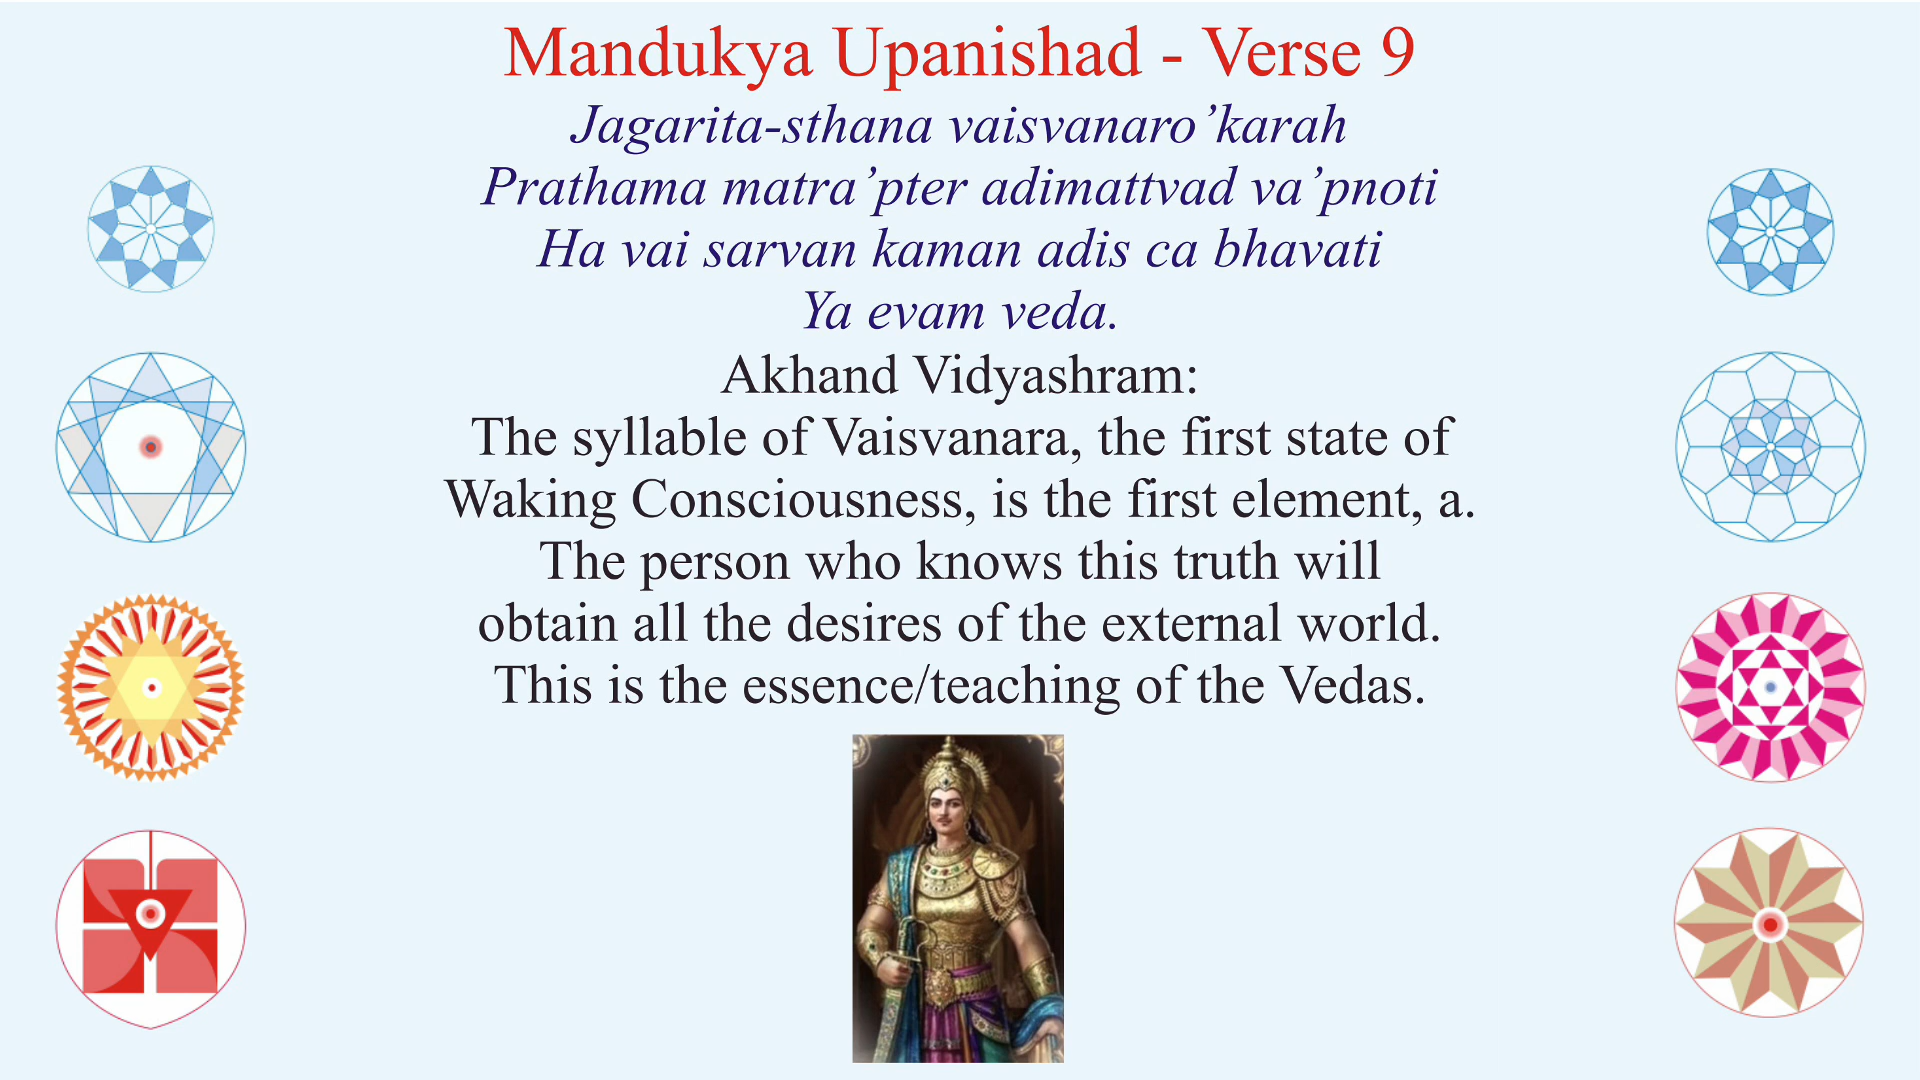 Mandukya Upanishad - Verse 9
Jagarita-sthana vaisvanaro’karah
Prathama matra’pter adimattvad va’pnoti
Ha vai sarvan kaman adis ca bhavati
Ya evam veda.
Akhand Vidyashram:
The syllable of Vaisvanara, the first state of
Waking Consciousness, is the first element, a.
The person who knows this truth will
obtain all the desires of the external world.
This is the essence/teaching of the Vedas.